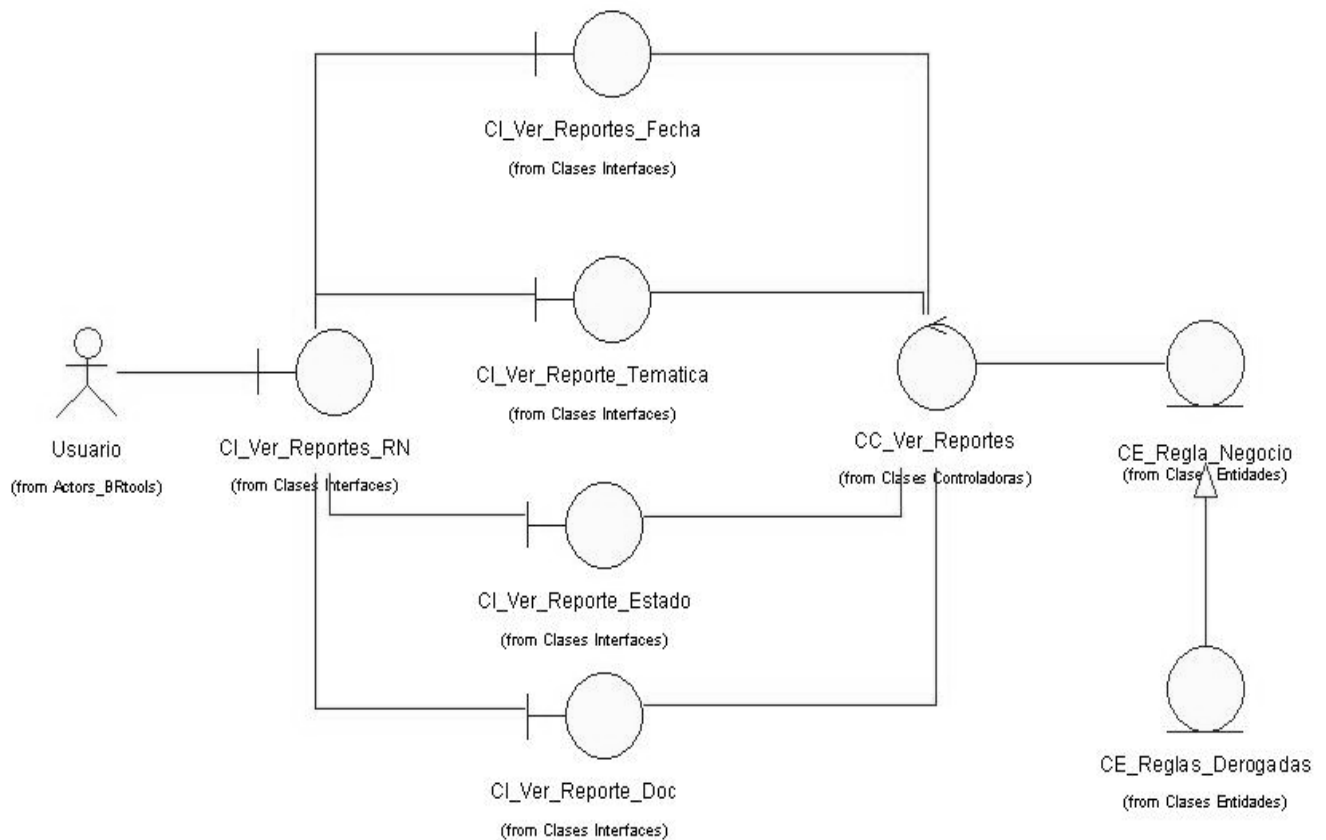 CI_Ver_Reportes_Fecha
(from Clases Interfaces)
CI_Ver_Reporte_Tematica
(from Clases Interfaces)
Usuario
(from Actors_BRtools)
CI_Ver_Reportes_RN
(from Clases Interfaces)
CC_Ver_Reportes
(from Clases Controladoras)
CE_Regla_Negocio
(from Clases Entidades)
CI_Ver_Reporte_Estado
(from Clases Interfaces)
CI_Ver_Reporte_Doc
(from Clases Interfaces)
CE_Reglas_Derogadas
(from Clases Entidades)